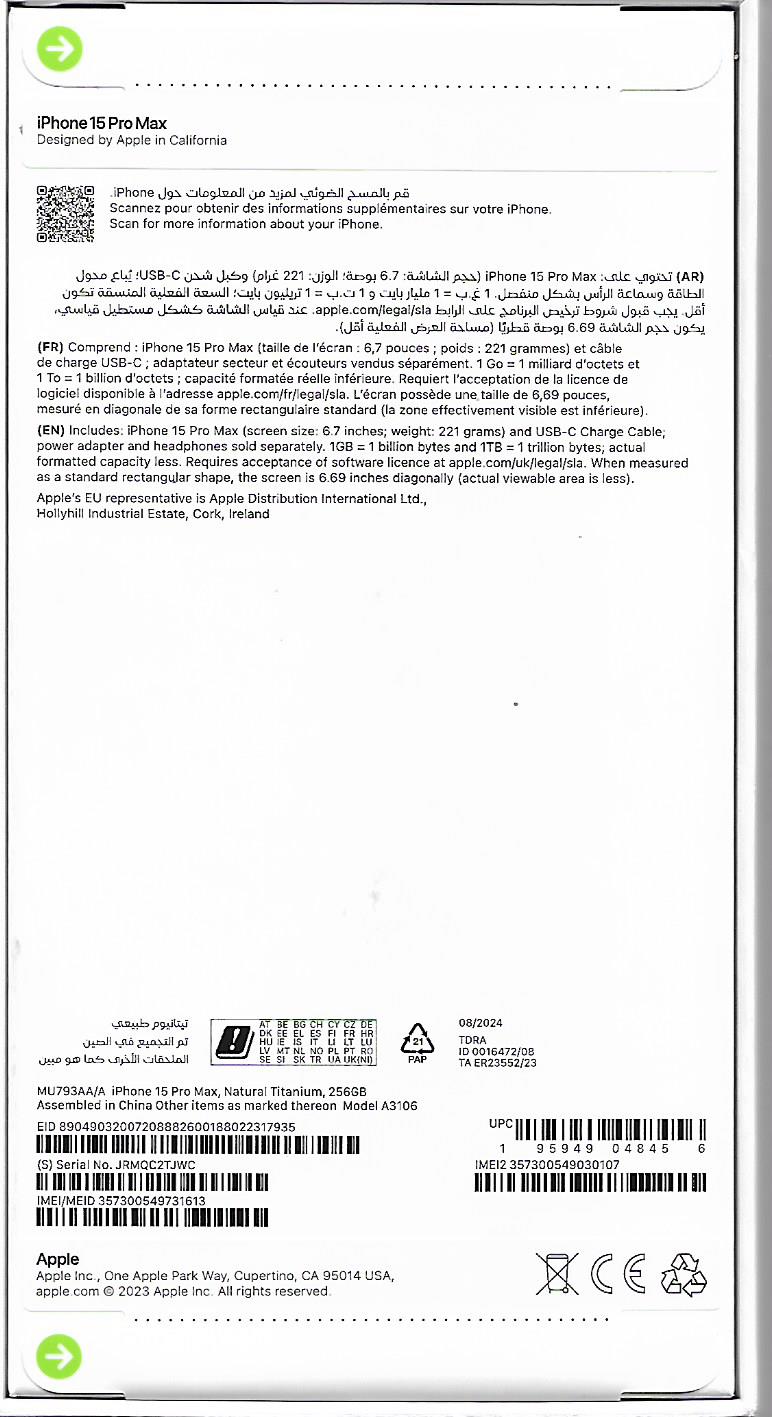 iPhone 15 Pro Max
Designed by Apple in California
قم بالمسح الضوئي لمزيد من المعلومات حول iPhone.
Scannez pour obtenir des informations supplémentaires sur votre iPhone.
Scan for more information about your iPhone.
(AR) تحتوي على: iPhone 15 Pro Max (حجم الشاشة: 6.7 بوصة؛ الوزن: 221 غرام) وكبل شحن USB-C؛ يُباع محول
الطاقة وسماعة الرأس بشكل منفصل. 1 غ.ب = 1 مليار بايت و 1 ت.ب = 1 تريليون بايت؛ السعة الفعلية المنسقة تكون
أقل. يجب قبول شروط ترخيص البرنامج على الرابط apple.com/legal/sla. عند قياس الشاشة كشكل مستطيل قياسي،
يكون حجم الشاشة 6.69 بوصة قطريًا (مساحة العرض الفعلية أقل).
(FR) Comprend : iPhone 15 Pro Max (taille de l'écran : 6,7 pouces ; poids : 221 grammes) et câble
de charge USB-C ; adaptateur secteur et écouteurs vendus séparément. 1 Go = 1 milliard d'octets et
1 To = 1 billion d'octets ; capacité formatée réelle inférieure. Requiert l'acceptation de la licence de
logiciel disponible à l'adresse apple.com/fr/legal/sla. L'écran possède une taille de 6,69 pouces,
mesuré en diagonale de sa forme rectangulaire standard (la zone effectivement visible est inférieure).
(EN) Includes: iPhone 15 Pro Max (screen size: 6.7 inches; weight: 221 grams) and USB-C Charge Cable;
power adapter and headphones sold separately. 1GB = 1 billion bytes and 1TB = 1 trillion bytes; actual
formatted capacity less. Requires acceptance of software licence at apple.com/uk/legal/sla. When measured
as a standard rectangular shape, the screen is 6.69 inches diagonally (actual viewable area is less).
Apple's EU representative is Apple Distribution International Ltd.,
Hollyhill Industrial Estate, Cork, Ireland
تيتانيوم طبيعي
تم التجميع في الصين
الملحقات الأخرى كما هو مبين
AT BE BG CH CY CZ DE
DK EE EL ES FI FR HR
HU IE IS IT LI LT LU
LV MT NL NO PL PT RO
SE SI SK TR UA UK(NI)
21
PAP
08/2024
TDRA
ID 0016472/08
TA ER23552/23
MU793AA/A iPhone 15 Pro Max, Natural Titanium, 256GB
Assembled in China Other items as marked thereon Model A3106
EID 89049032007208882600188022317935
UPC
1 95949 04845 6
(S) Serial No. JRMQC2TJWC
IMEI2 357300549030107
IMEI/MEID 357300549731613
Apple
Apple Inc., One Apple Park Way, Cupertino, CA 95014 USA,
apple.com © 2023 Apple Inc. All rights reserved.
CE